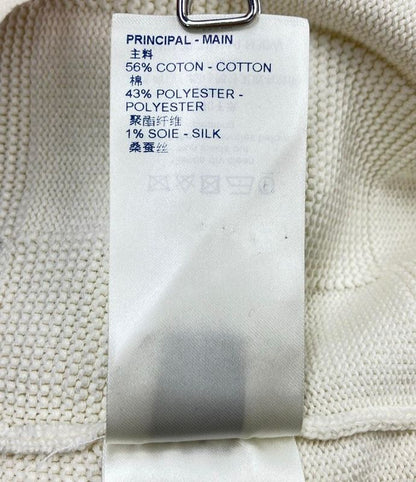 PRINCIPAL - MAIN
主料
56% COTON - COTTON
棉
43% POLYESTER -
POLYESTER
聚酯纤维
1% SOIE - SILK
桑蚕丝